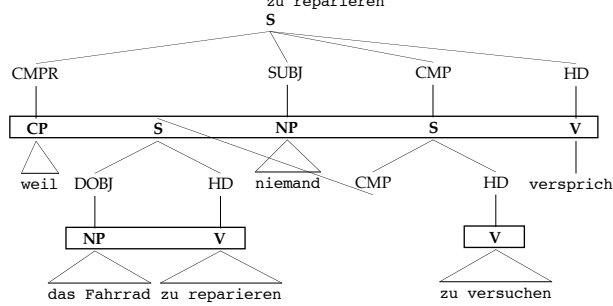 zu reparieren
S
CMPR SUBJ CMP HD
CP S NP S V
weil DOBJ HD niemand CMP HD versprich
NP V V
das Fahrrad zu reparieren zu versuchen